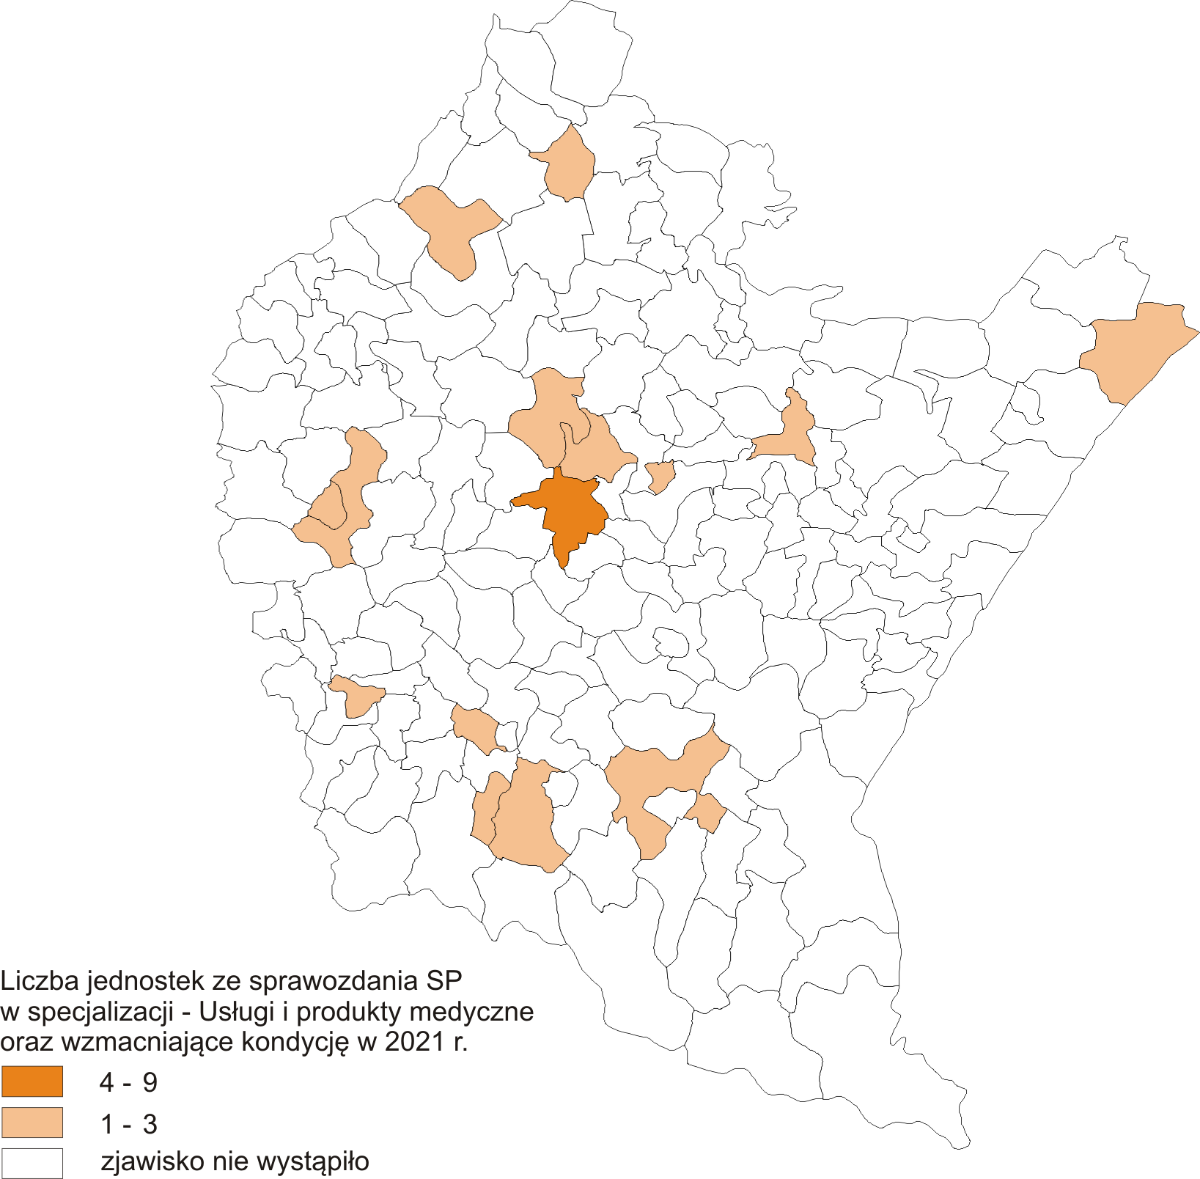 Liczba jednostek ze sprawozdania SP
w specjalizacji - Usługi i produkty medyczne
oraz wzmacniające kondycję w 2021 r.
4 - 9
1 - 3
zjawisko nie wystąpiło